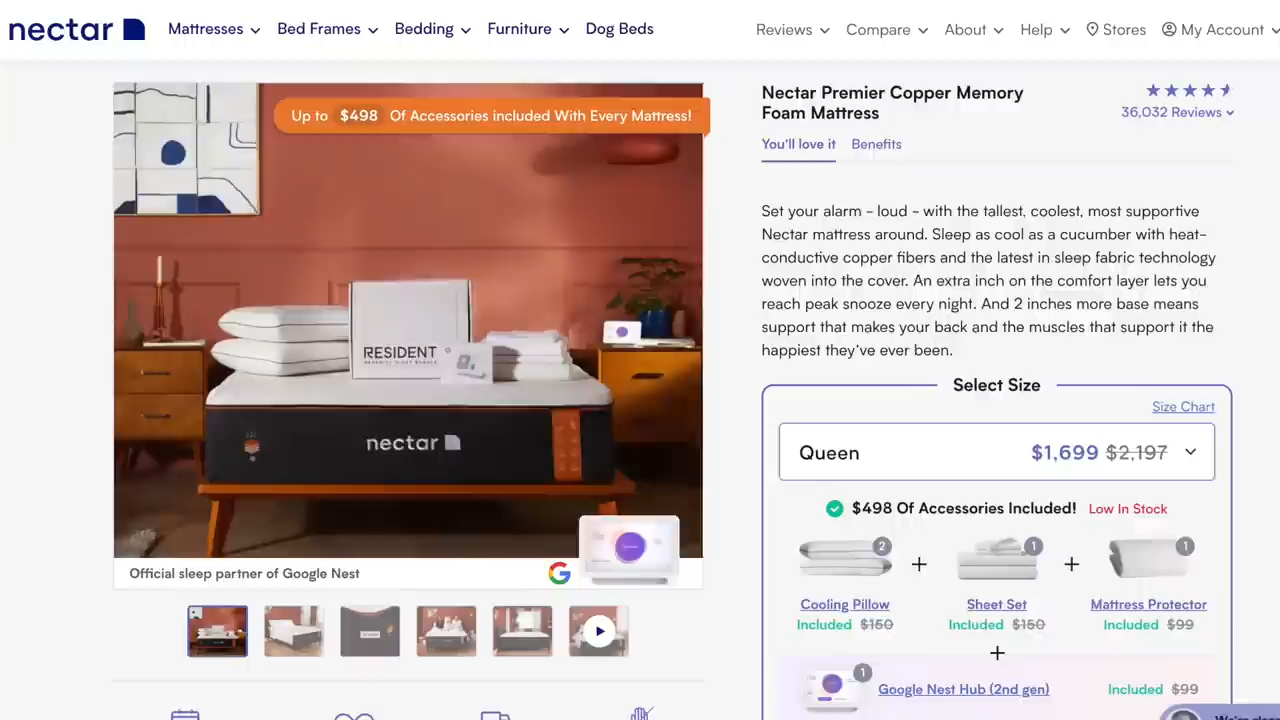 nectar
Mattresses
Bed Frames
Bedding
Furniture
Dog Beds
Reviews
Compare
About
Help
Stores
My Account
Up to $498 Of Accessories included With Every Mattress!
RESIDENT
nectar
Official sleep partner of Google Nest
Nectar Premier Copper Memory
Foam Mattress
36,032 Reviews
You'll love it
Benefits
Set your alarm - loud - with the tallest, coolest, most supportive
Nectar mattress around. Sleep as cool as a cucumber with heat-
conductive copper fibers and the latest in sleep fabric technology
woven into the cover. An extra inch on the comfort layer lets you
reach peak snooze every night. And 2 inches more base means
support that makes your back and the muscles that support it the
happiest they've ever been.
Select Size
Size Chart
Queen $1,699 $2,197
$498 Of Accessories Included! Low In Stock
2 + 1 + 1
Cooling Pillow
Included $150
Sheet Set
Included $150
Mattress Protector
Included $99
+
1
Google Nest Hub (2nd gen)
Included $99